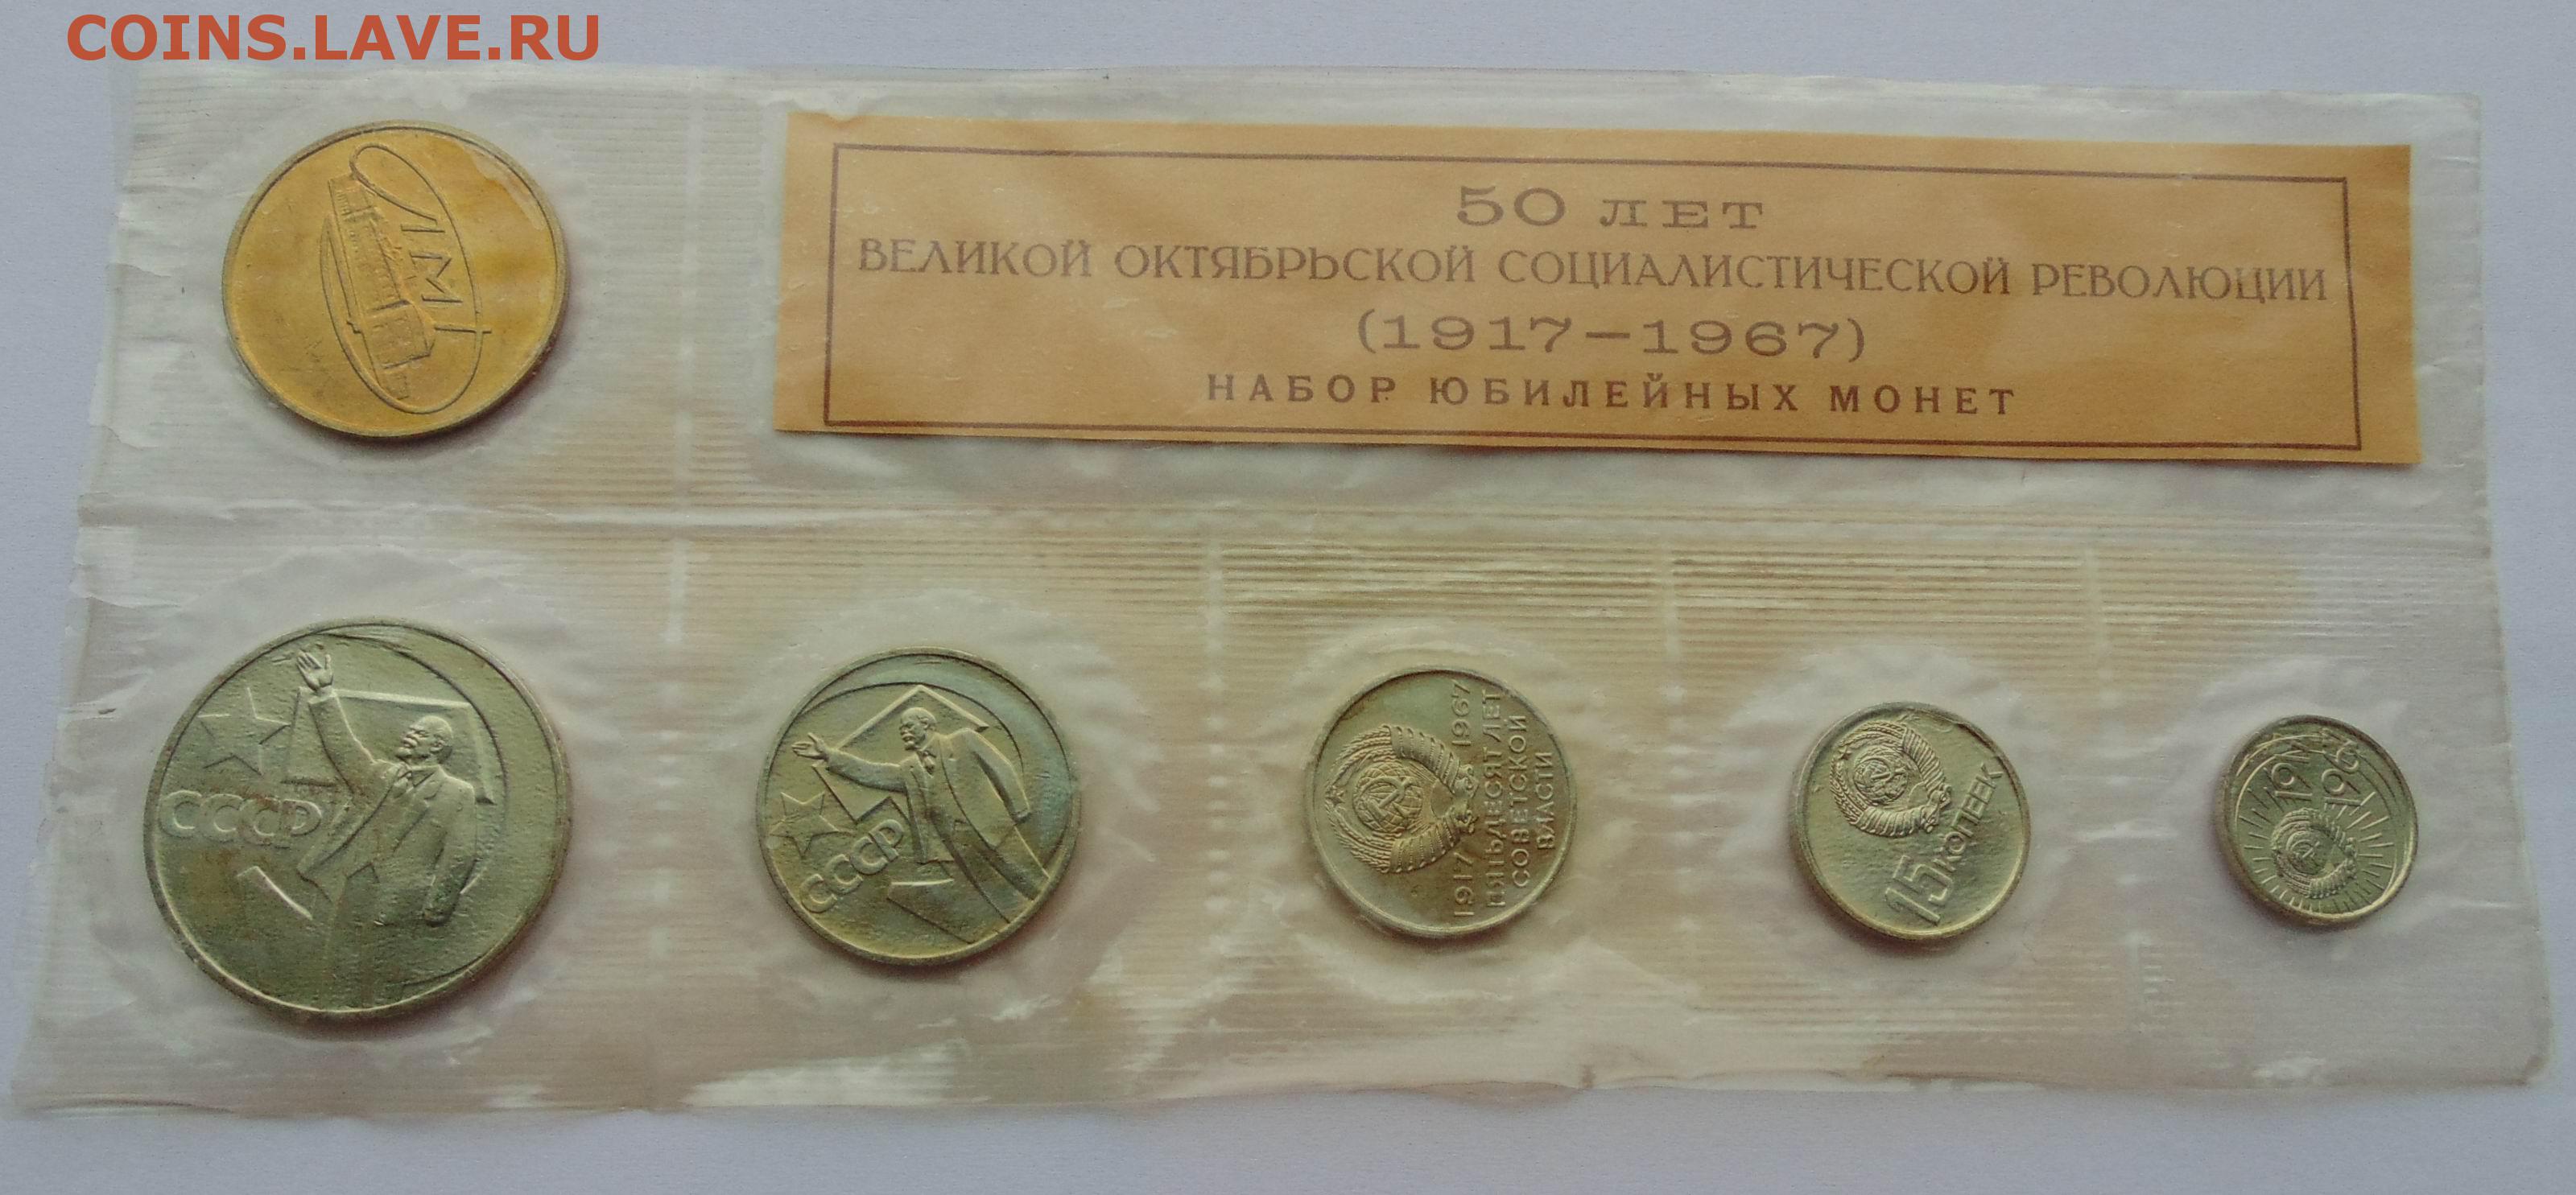 COINS.LAVE.RU
ЛМД
50 ЛЕТ
ВЕЛИКОЙ ОКТЯБРЬСКОЙ СОЦИАЛИСТИЧЕСКОЙ РЕВОЛЮЦИИ
(1917–1967)
НАБОР ЮБИЛЕЙНЫХ МОНЕТ
СССР
СССР
1917 1967
ПЯТЬДЕСЯТ ЛЕТ
СОВЕТСКОЙ
ВЛАСТИ
15 КОПЕЕК